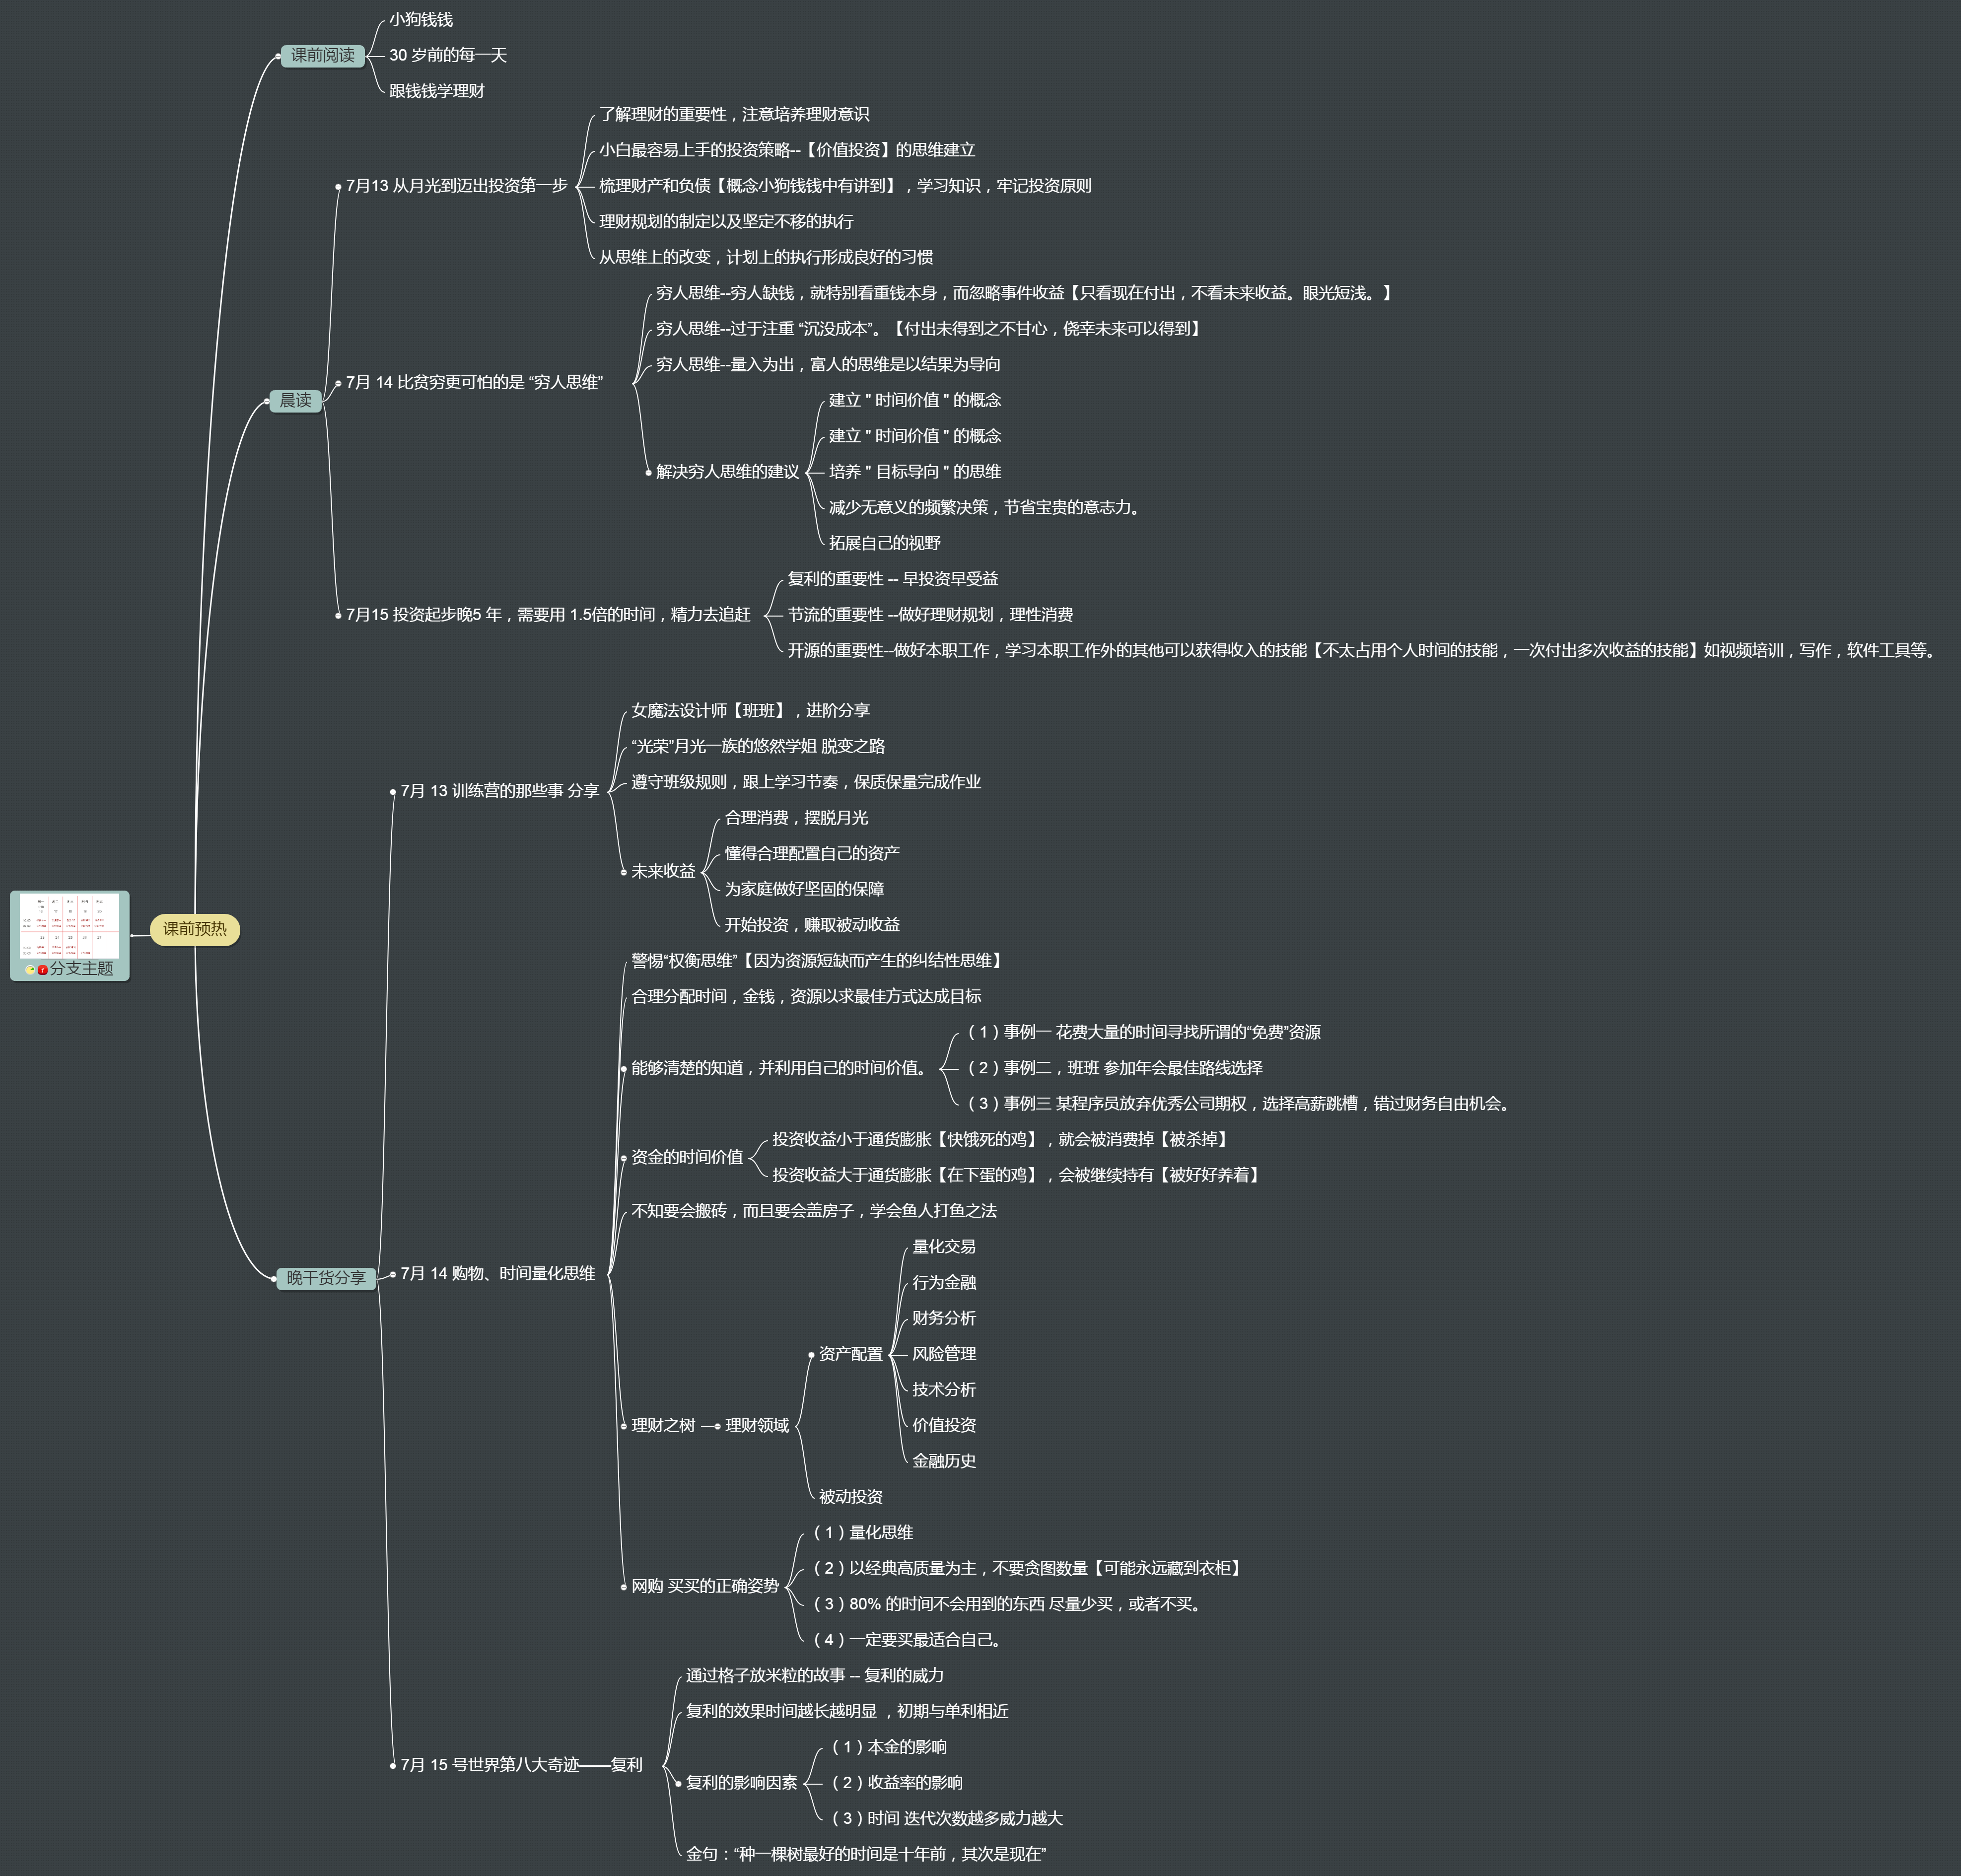 小狗钱钱
课前阅读
30 岁前的每一天
跟钱钱学理财
了解理财的重要性，注意培养理财意识
小白最容易上手的投资策略--【价值投资】的思维建立
7月13 从月光到迈出投资第一步
梳理财产和负债【概念小狗钱钱中有讲到】，学习知识，牢记投资原则
理财规划的制定以及坚定不移的执行
从思维上的改变，计划上的执行形成良好的习惯
穷人思维--穷人缺钱，就特别看重钱本身，而忽略事件收益【只看现在付出，不看未来收益。眼光短浅。】
穷人思维--过于注重 “沉没成本”。【付出未得到之不甘心，侥幸未来可以得到】
穷人思维--量入为出，富人的思维是以结果为导向
7月 14 比贫穷更可怕的是 “穷人思维”
晨读
建立 " 时间价值 " 的概念
建立 " 时间价值 " 的概念
解决穷人思维的建议
培养 " 目标导向 " 的思维
减少无意义的频繁决策，节省宝贵的意志力。
拓展自己的视野
复利的重要性 -- 早投资早受益
7月15 投资起步晚5 年，需要用 1.5倍的时间，精力去追赶
节流的重要性 --做好理财规划，理性消费
开源的重要性--做好本职工作，学习本职工作外的其他可以获得收入的技能【不太占用个人时间的技能，一次付出多次收益的技能】如视频培训，写作，软件工具等。
女魔法设计师【班班】，进阶分享
“光荣”月光一族的悠然学姐 脱变之路
7月 13 训练营的那些事 分享
遵守班级规则，跟上学习节奏，保质保量完成作业
合理消费，摆脱月光
懂得合理配置自己的资产
未来收益
为家庭做好坚固的保障
开始投资，赚取被动收益
课前预热
分支主题
警惕“权衡思维”【因为资源短缺而产生的纠结性思维】
合理分配时间，金钱，资源以求最佳方式达成目标
（1）事例一 花费大量的时间寻找所谓的“免费”资源
能够清楚的知道，并利用自己的时间价值。
（2）事例二，班班 参加年会最佳路线选择
（3）事例三 某程序员放弃优秀公司期权，选择高薪跳槽，错过财务自由机会。
投资收益小于通货膨胀【快饿死的鸡】，就会被消费掉【被杀掉】
资金的时间价值
投资收益大于通货膨胀【在下蛋的鸡】，会被继续持有【被好好养着】
不知要会搬砖，而且要会盖房子，学会鱼人打鱼之法
晚干货分享
7月 14 购物、时间量化思维
量化交易
行为金融
财务分析
资产配置
风险管理
技术分析
价值投资
金融历史
理财之树
理财领域
被动投资
（1）量化思维
（2）以经典高质量为主，不要贪图数量【可能永远藏到衣柜】
网购 买买的正确姿势
（3）80% 的时间不会用到的东西 尽量少买，或者不买。
（4）一定要买最适合自己。
通过格子放米粒的故事 -- 复利的威力
复利的效果时间越长越明显 ，初期与单利相近
7月 15 号世界第八大奇迹——复利
（1）本金的影响
复利的影响因素
（2）收益率的影响
（3）时间 迭代次数越多威力越大
金句：“种一棵树最好的时间是十年前，其次是现在”